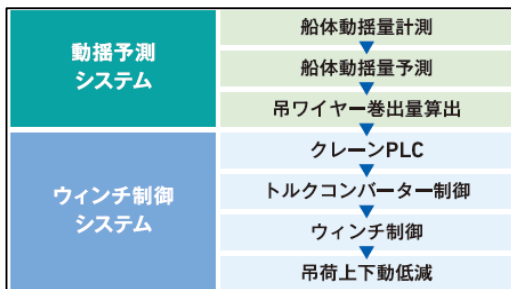 動揺予測
システム
船体動揺量計測
船体動揺量予測
吊ワイヤー巻出量算出
ウィンチ制御
システム
クレーンPLC
トルクコンバーター制御
ウィンチ制御
吊荷上下動低減